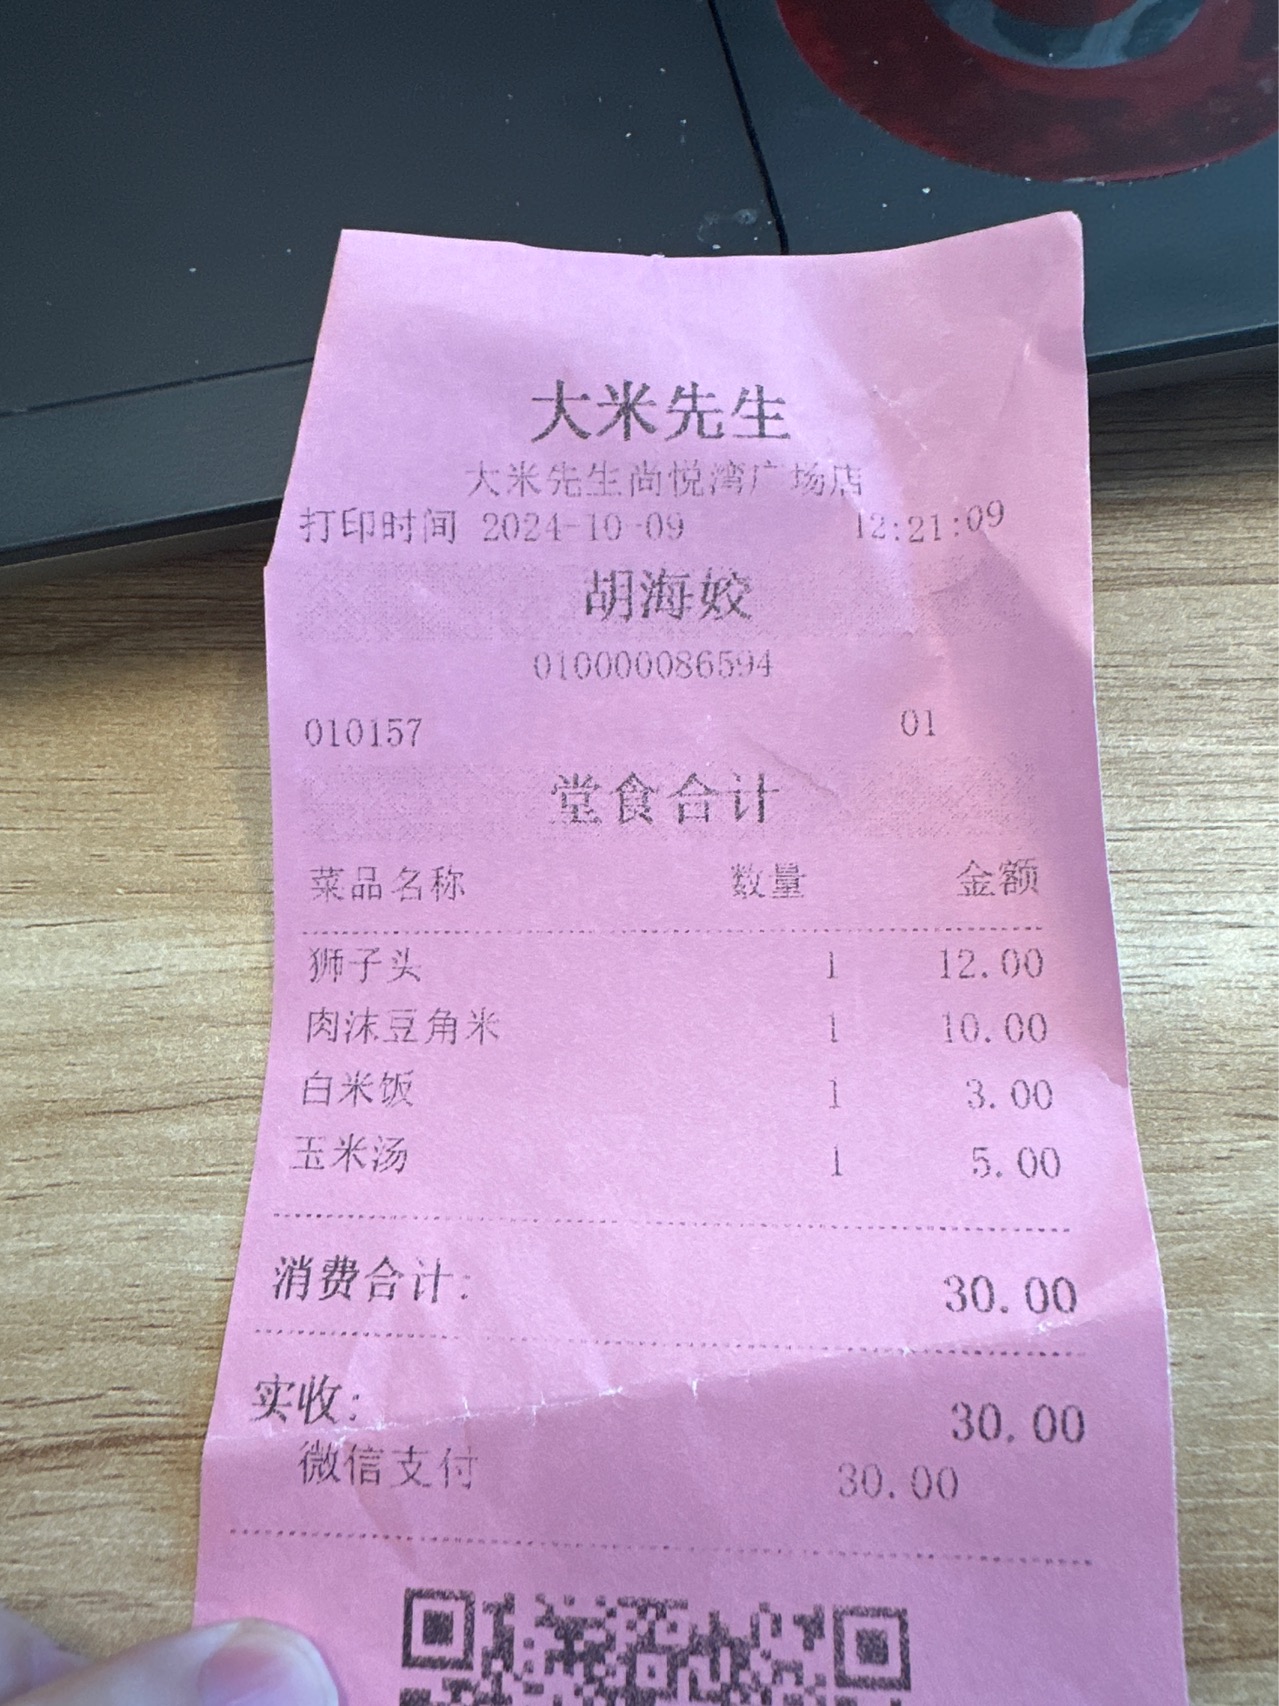 大米先生
大米先生尚悦湾广场店
打印时间 2024-10-09 12:21:09
胡海姣
010000086594
010157 01
堂食合计
菜品名称 数量 金额
狮子头 1 12.00
肉沫豆角米 1 10.00
白米饭 1 3.00
玉米汤 1 5.00
消费合计: 30.00
实收: 30.00
微信支付 30.00